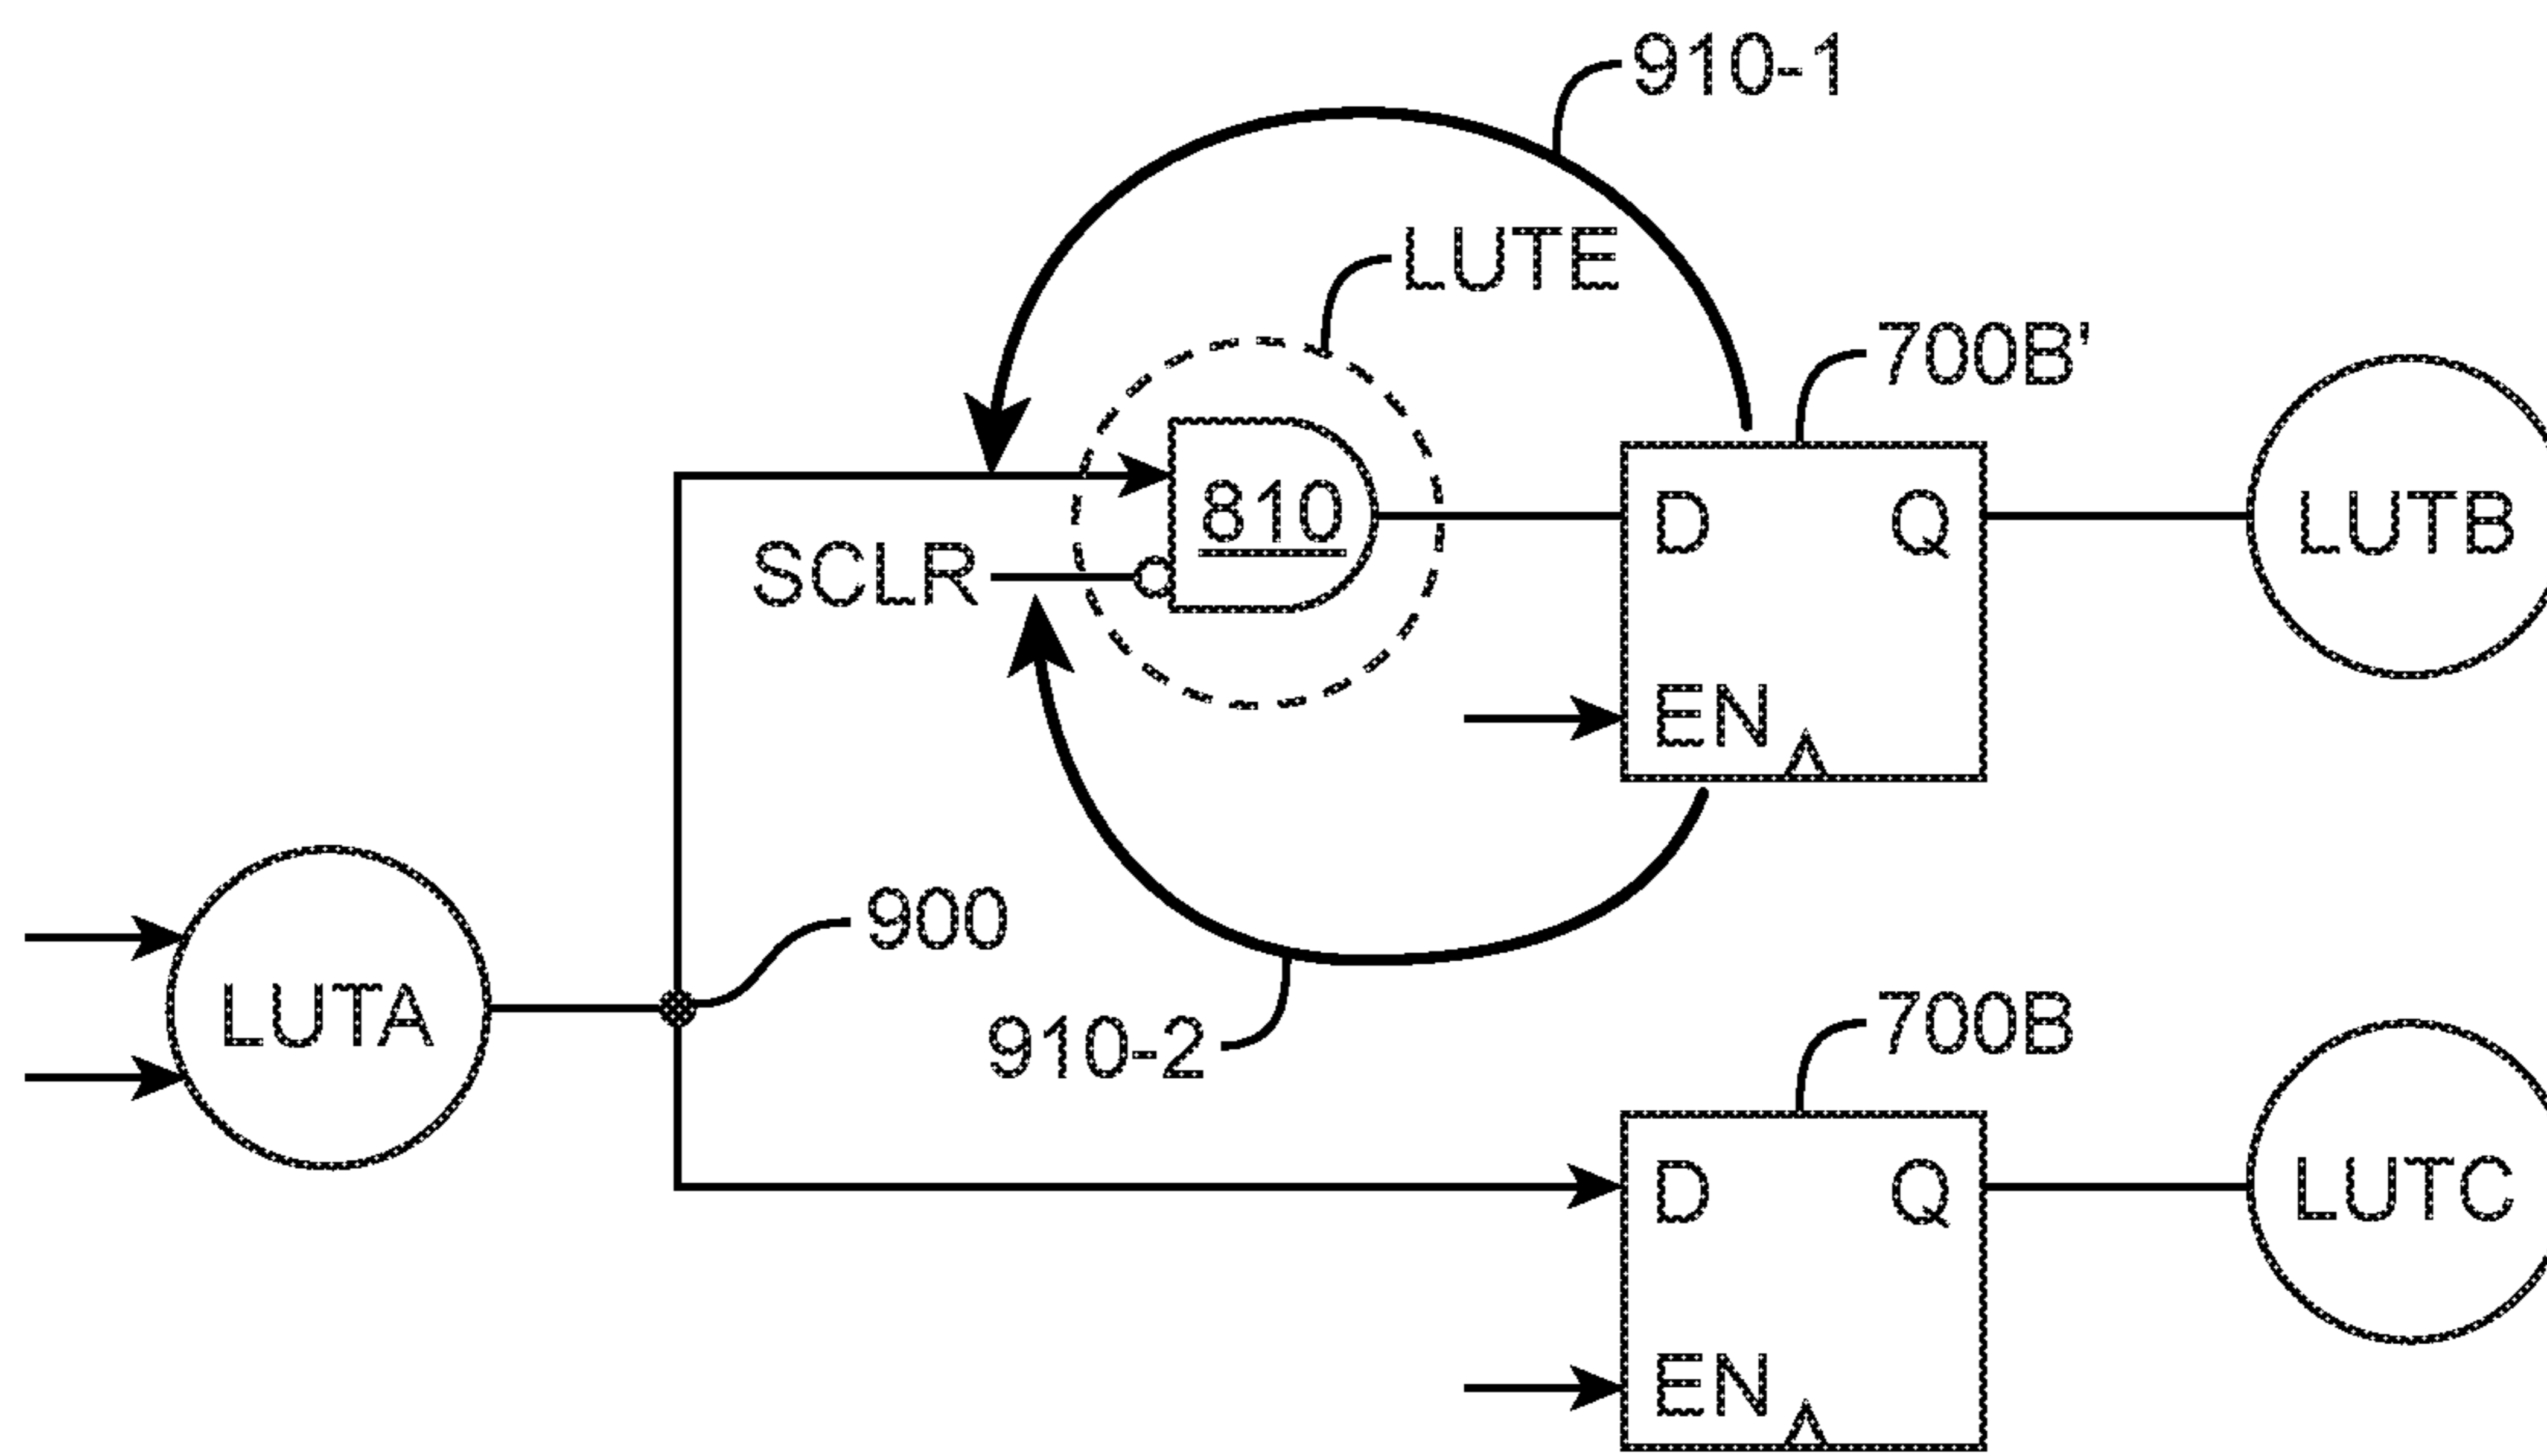 910-1
LUTE
700B'
810
D Q
LUTB
SCLR
EN
900
LUTA
910-2
700B
D Q
LUTC
EN